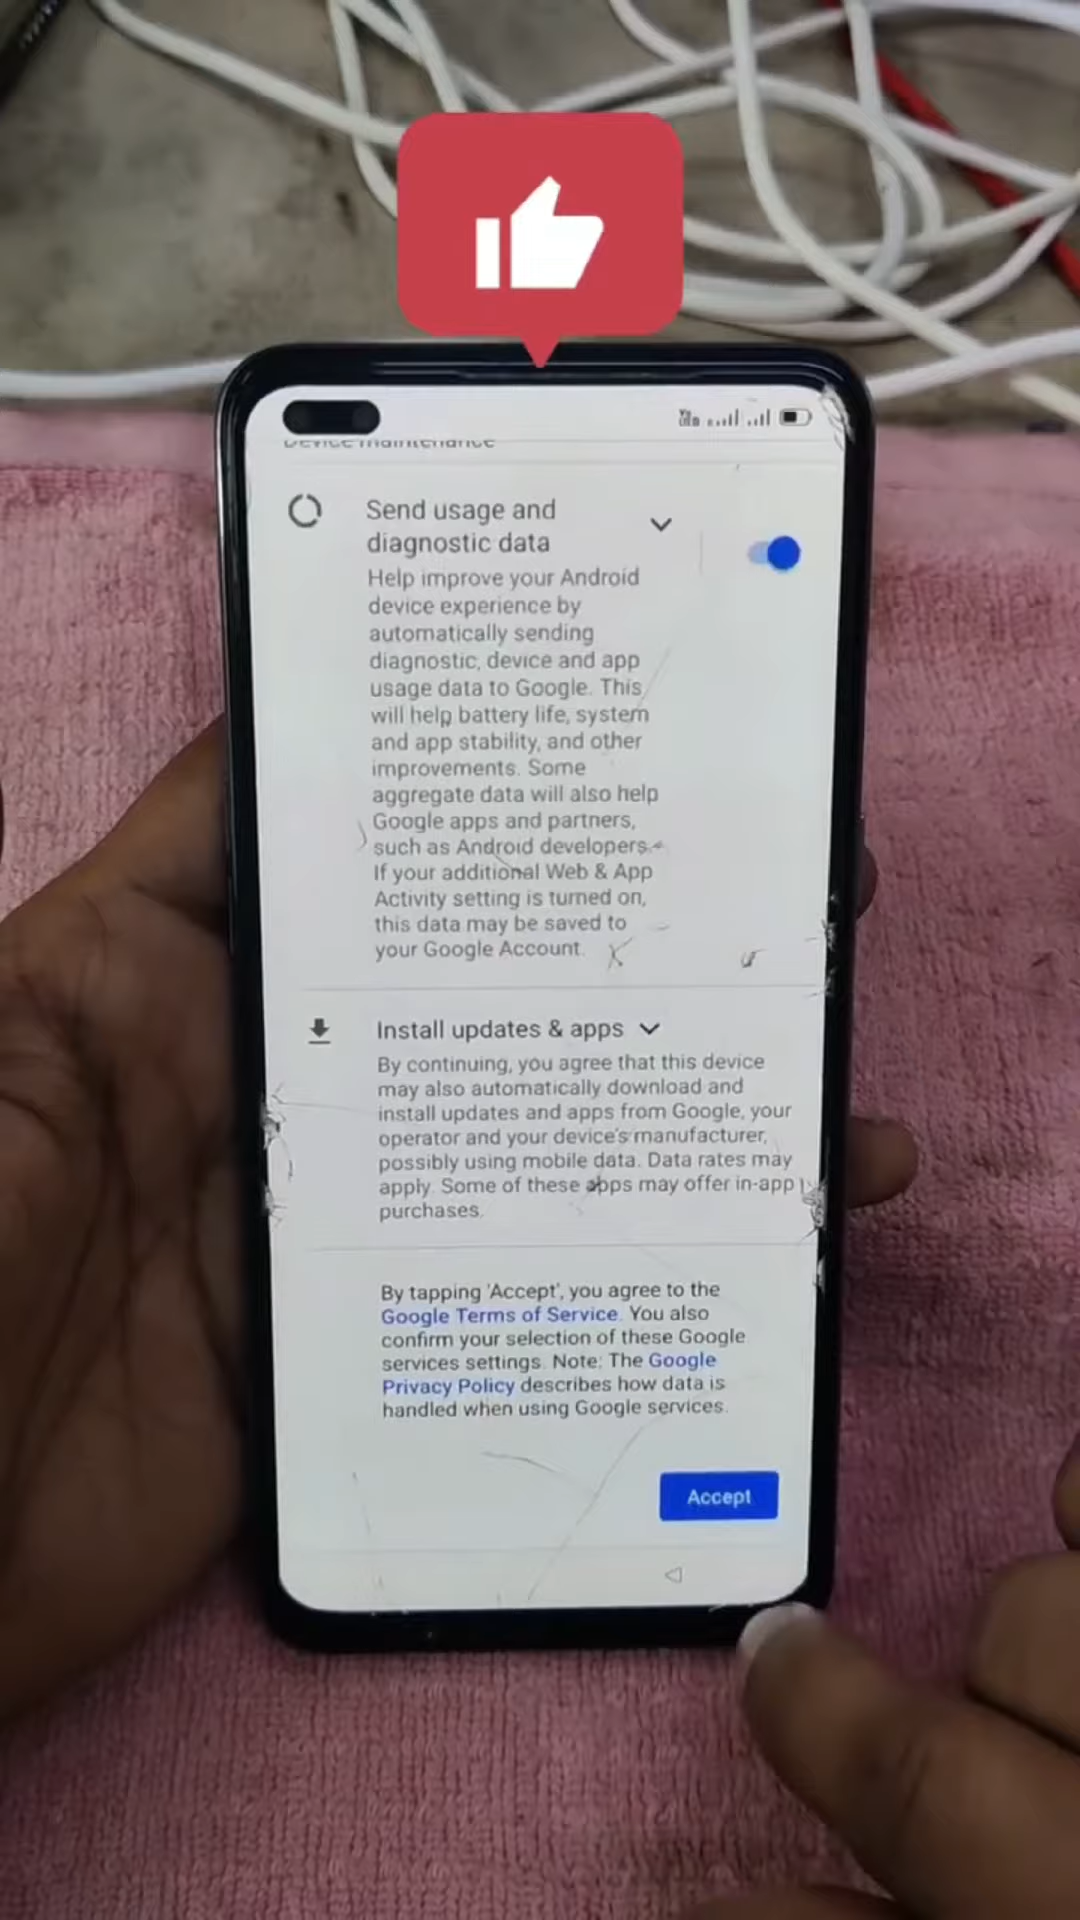 Device maintenance
Send usage and
diagnostic data
Help improve your Android
device experience by
automatically sending
diagnostic, device and app
usage data to Google. This
will help battery life, system
and app stability, and other
improvements. Some
aggregate data will also help
Google apps and partners,
such as Android developers.
If your additional Web & App
Activity setting is turned on,
this data may be saved to
your Google Account.
Install updates & apps
By continuing, you agree that this device
may also automatically download and
install updates and apps from Google, your
operator and your device's manufacturer,
possibly using mobile data. Data rates may
apply. Some of these apps may offer in-app
purchases.
By tapping 'Accept', you agree to the
Google Terms of Service. You also
confirm your selection of these Google
services settings. Note: The Google
Privacy Policy describes how data is
handled when using Google services.
Accept